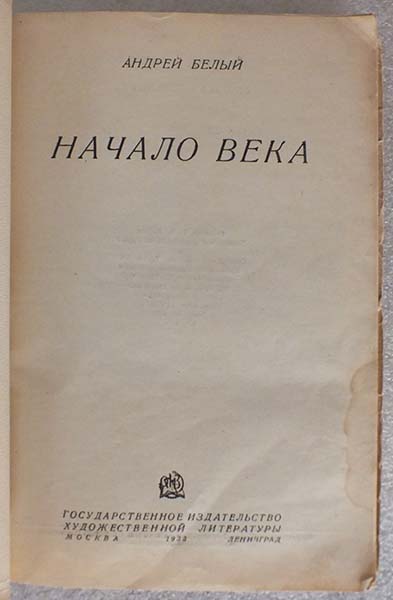 АНДРЕЙ БЕЛЫЙ
НАЧАЛО ВЕКА
ГОСУДАРСТВЕННОЕ ИЗДАТЕЛЬСТВО
ХУДОЖЕСТВЕННОЙ ЛИТЕРАТУРЫ
МОСКВА 1933 ЛЕНИНГРАД